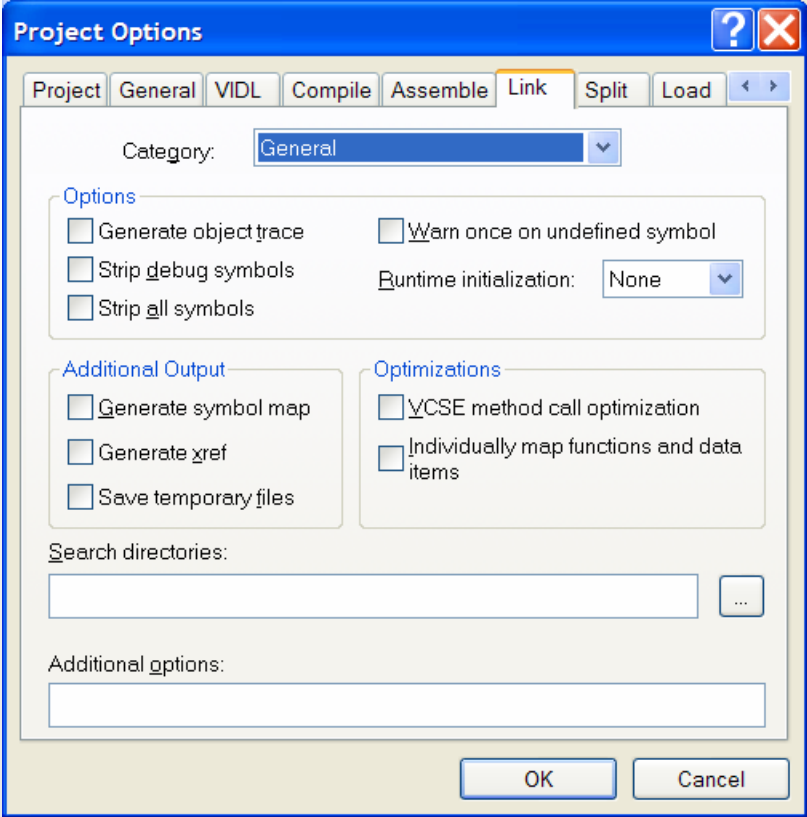 Project Options
Project General VIDL Compile Assemble Link Split Load
Category: General
Options
Generate object trace
Warn once on undefined symbol
Strip debug symbols
Runtime initialization: None
Strip all symbols
Additional Output
Optimizations
Generate symbol map
VCSE method call optimization
Generate xref
Individually map functions and data
items
Save temporary files
Search directories:
...
Additional options:
OK Cancel